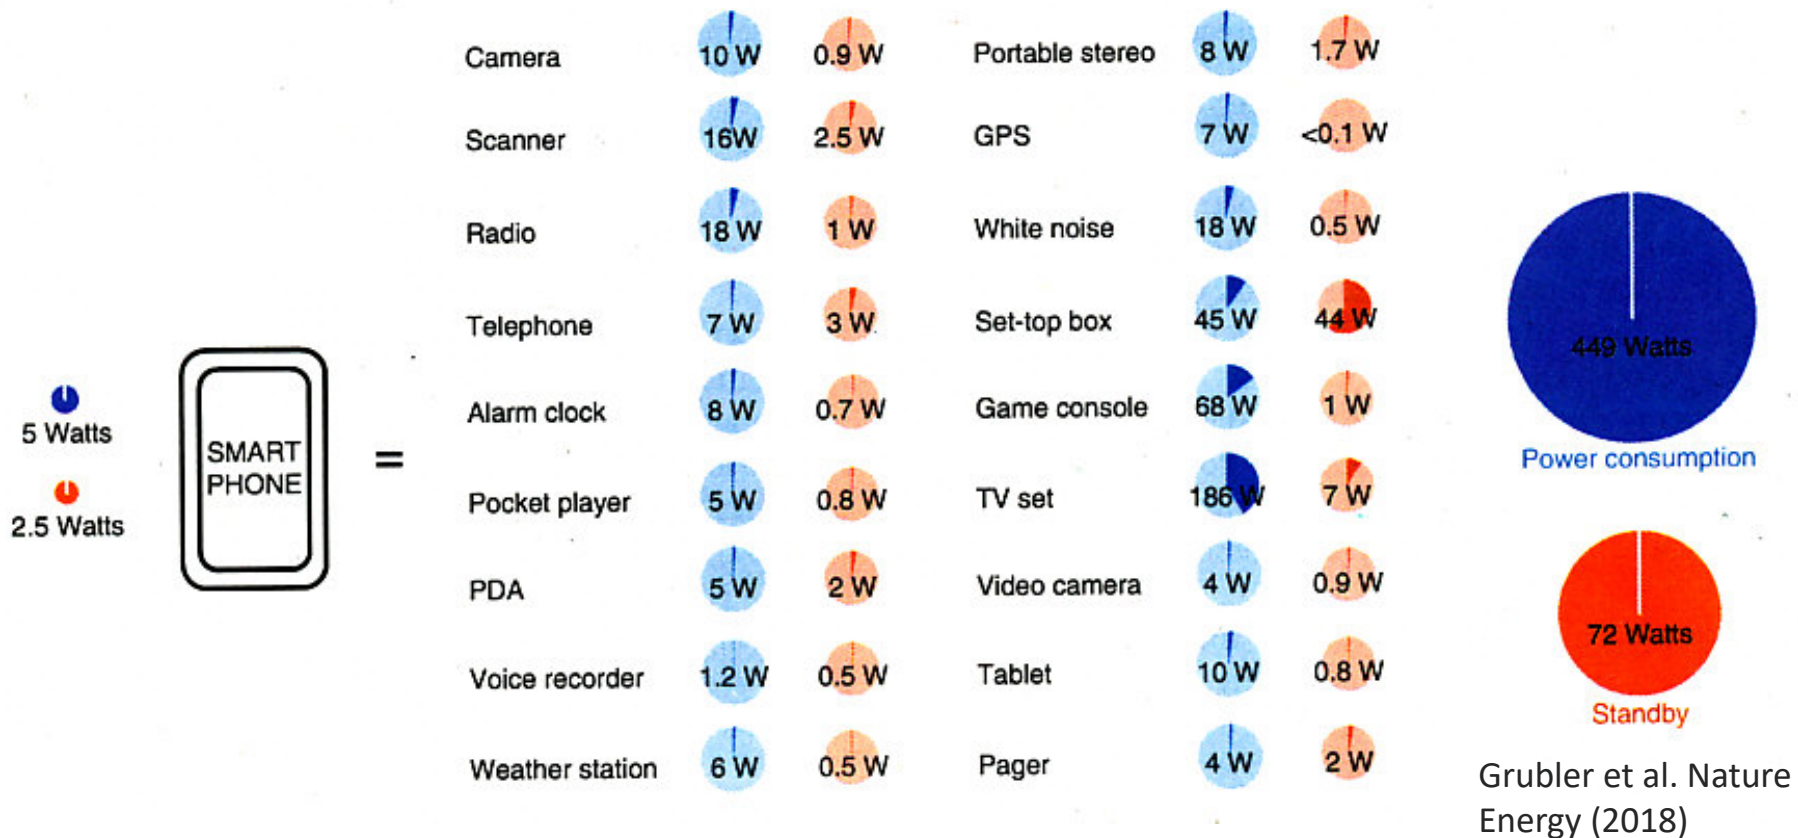 5 Watts
2.5 Watts
SMART
PHONE
=
Camera 10 W 0.9 W
Scanner 16W 2.5 W
Radio 18 W 1 W
Telephone 7 W 3 W
Alarm clock 8 W 0.7 W
Pocket player 5 W 0.8 W
PDA 5 W 2 W
Voice recorder 1.2 W 0.5 W
Weather station 6 W 0.5 W
Portable stereo 8 W 1.7 W
GPS 7 W <0.1 W
White noise 18 W 0.5 W
Set-top box 45 W 44 W
Game console 68 W 1 W
TV set 186 W 7 W
Video camera 4 W 0.9 W
Tablet 10 W 0.8 W
Pager 4 W 2 W
449 Watts
Power consumption
72 Watts
Standby
Grubler et al. Nature
Energy (2018)